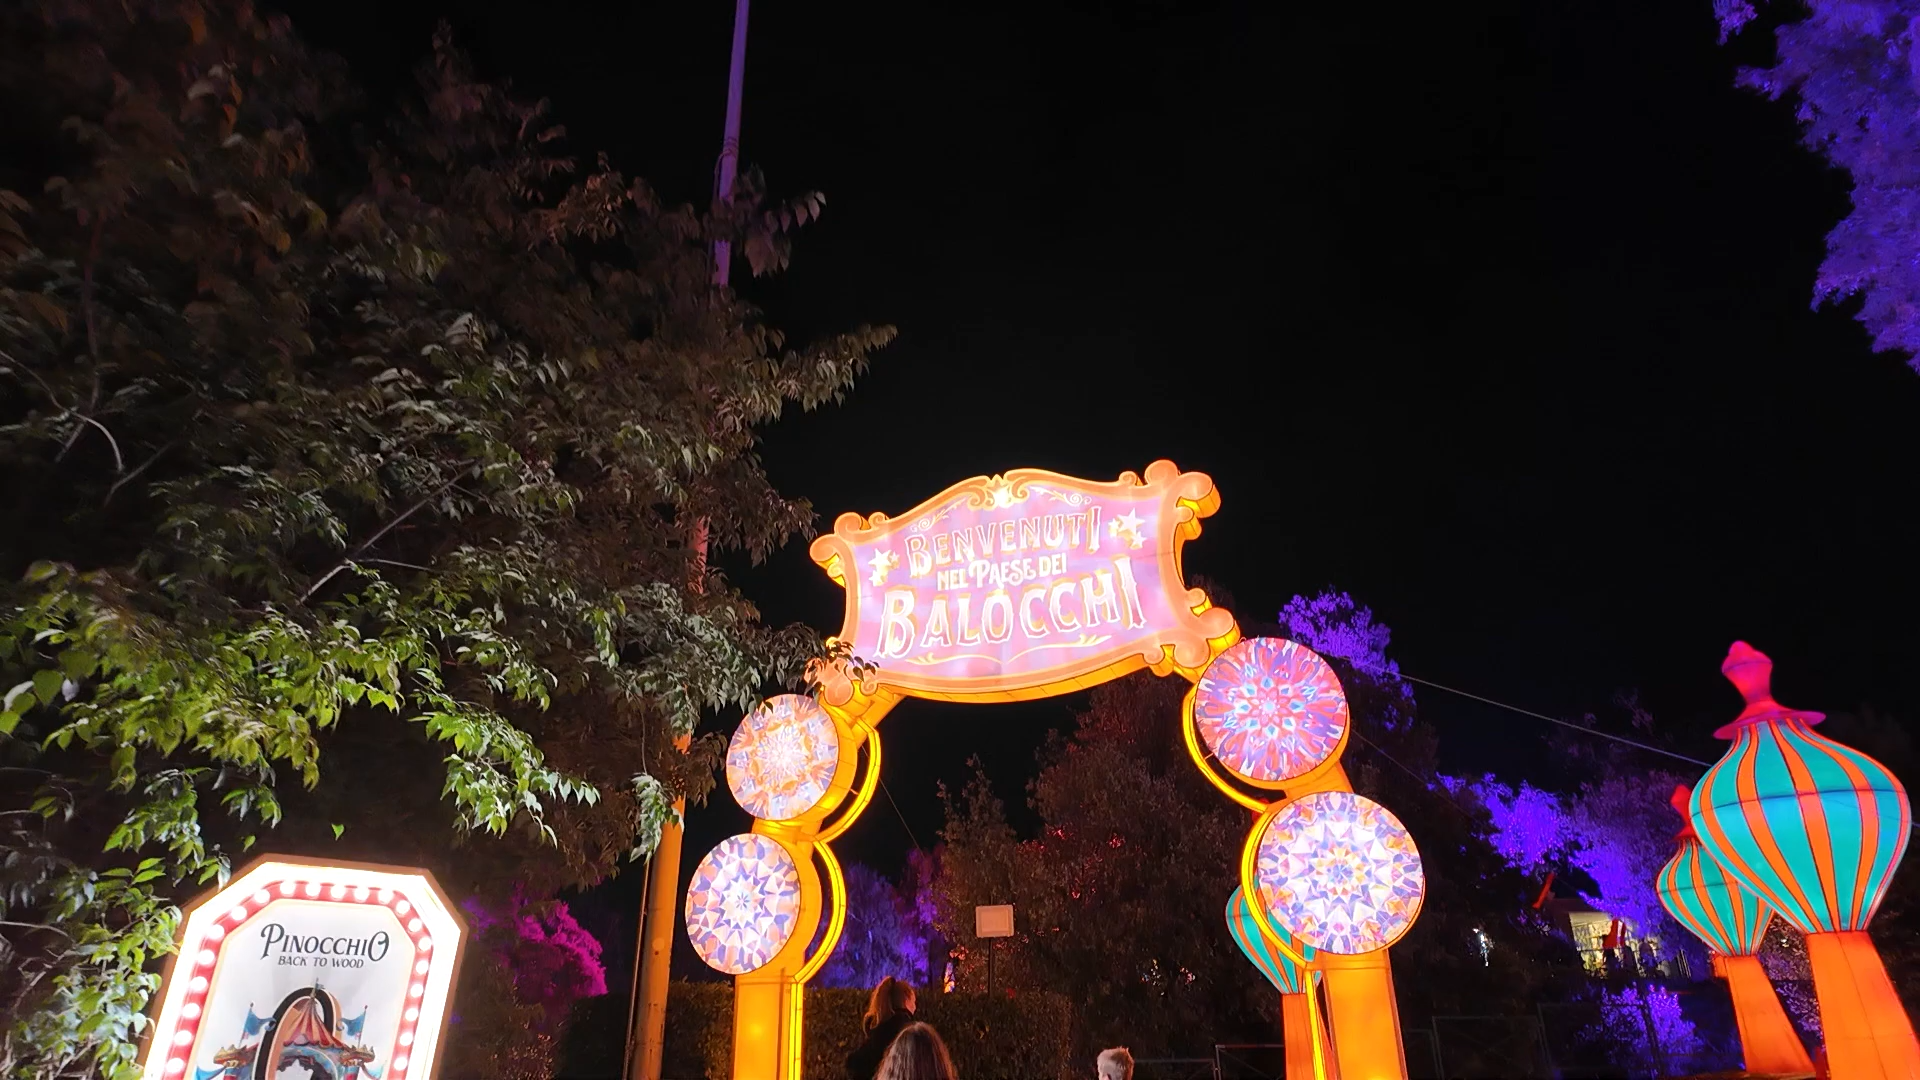 BENVENUTI
NEL PAESE DEI
BALOCCHI
PINOCCHIO
BACK TO WOOD